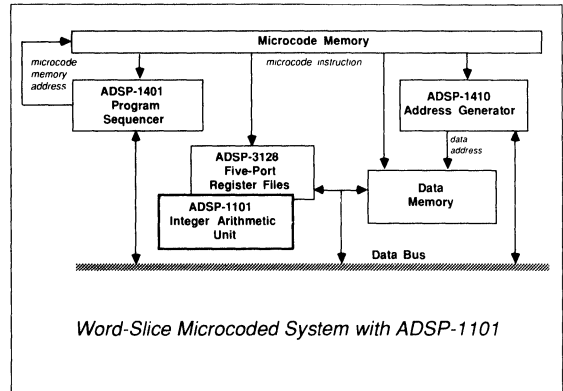 Microcode Memory
microcode
memory
address
microcode instruction
ADSP-1401
Program
Sequencer
ADSP-1410
Address Generator
data
address
ADSP-3128
Five-Port
Register Files
ADSP-1101
Integer Arithmetic
Unit
Data
Memory
Data Bus
Word-Slice Microcoded System with ADSP-1101